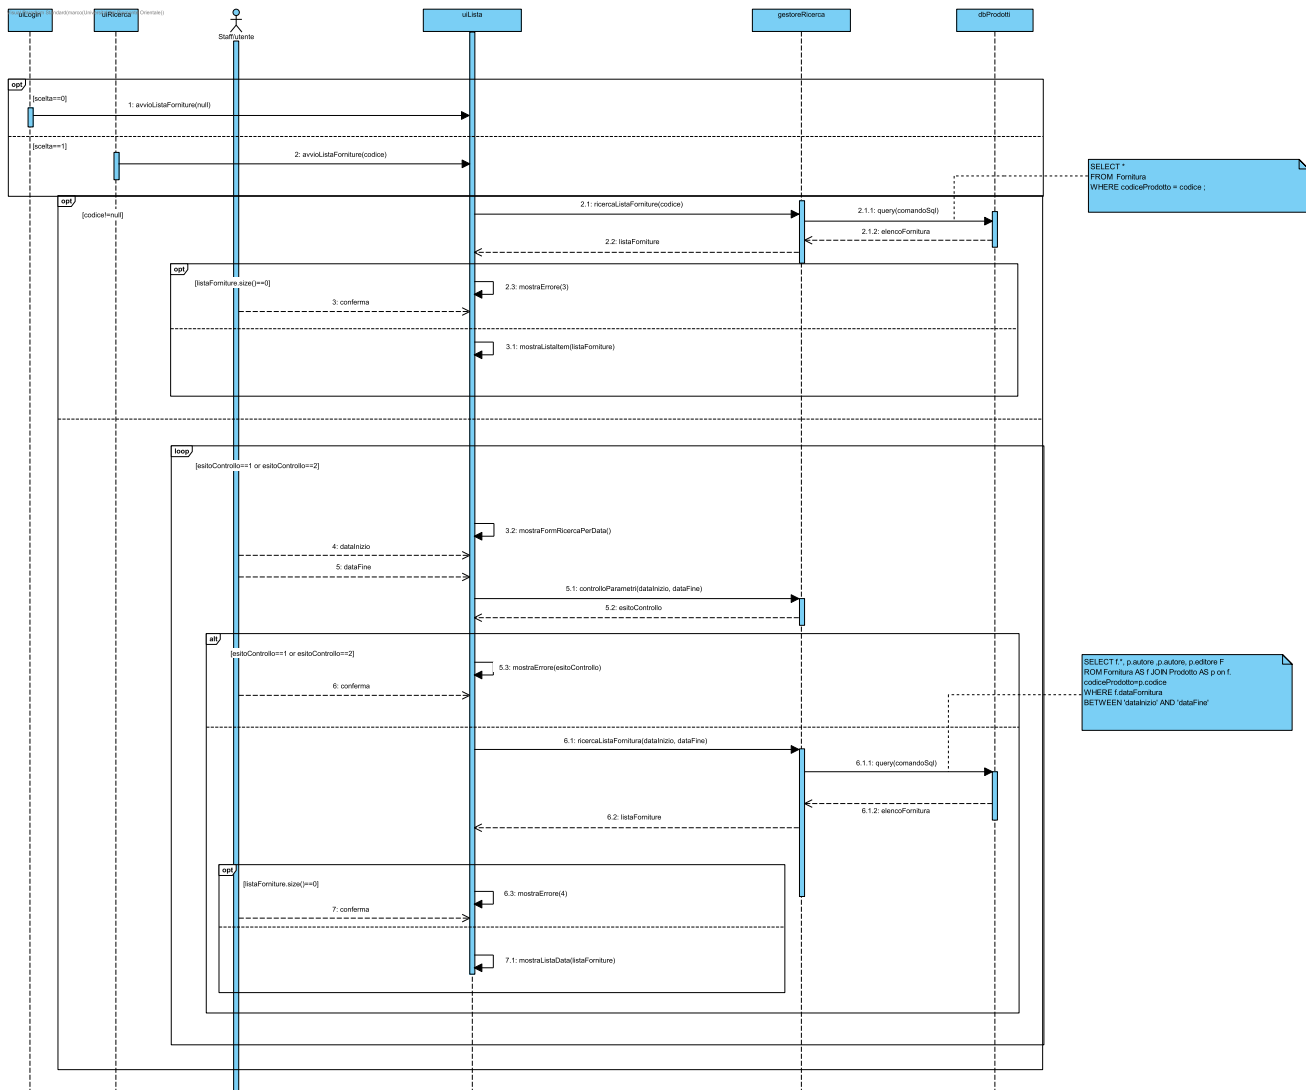 uiLogin
uiRicerca
Staff/utente
uiLista
gestoreRicerca
dbProdotti
opt
[scelta==0]
1: avvioListaForniture(null)
[scelta==1]
2: avvioListaForniture(codice)
SELECT *
FROM Fornitura
WHERE codiceProdotto = codice ;
opt
[codice!=null]
2.1: ricercaListaForniture(codice)
2.1.1: query(comandoSql)
2.1.2: elencoFornitura
2.2: listaForniture
opt
[listaForniture.size()==0]
2.3: mostraErrore(3)
3: conferma
3.1: mostraListaItem(listaForniture)
loop
[esitoControllo==1 or esitoControllo==2]
3.2: mostraFormRicercaPerData()
4: dataInizio
5: dataFine
5.1: controlloParametri(dataInizio, dataFine)
5.2: esitoControllo
alt
[esitoControllo==1 or esitoControllo==2]
5.3: mostraErrore(esitoControllo)
6: conferma
SELECT f.*, p.autore ,p.autore, p.editore F
ROM Fornitura AS f JOIN Prodotto AS p on f.
codiceProdotto=p.codice
WHERE f.dataFornitura
BETWEEN 'dataInizio' AND 'dataFine'
6.1: ricercaListaFornitura(dataInizio, dataFine)
6.1.1: query(comandoSql)
6.1.2: elencoFornitura
6.2: listaForniture
opt
[listaForniture.size()==0]
6.3: mostraErrore(4)
7: conferma
7.1: mostraListaData(listaForniture)